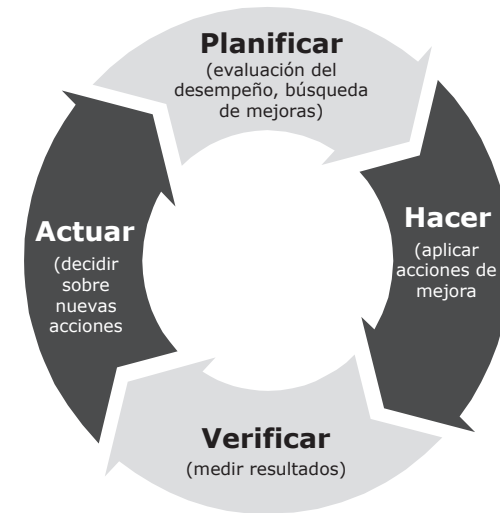 Planificar
(evaluación del
desempeño, búsqueda
de mejoras)
Hacer
(aplicar
acciones de
mejora
Verificar
(medir resultados)
Actuar
(decidir
sobre
nuevas
acciones